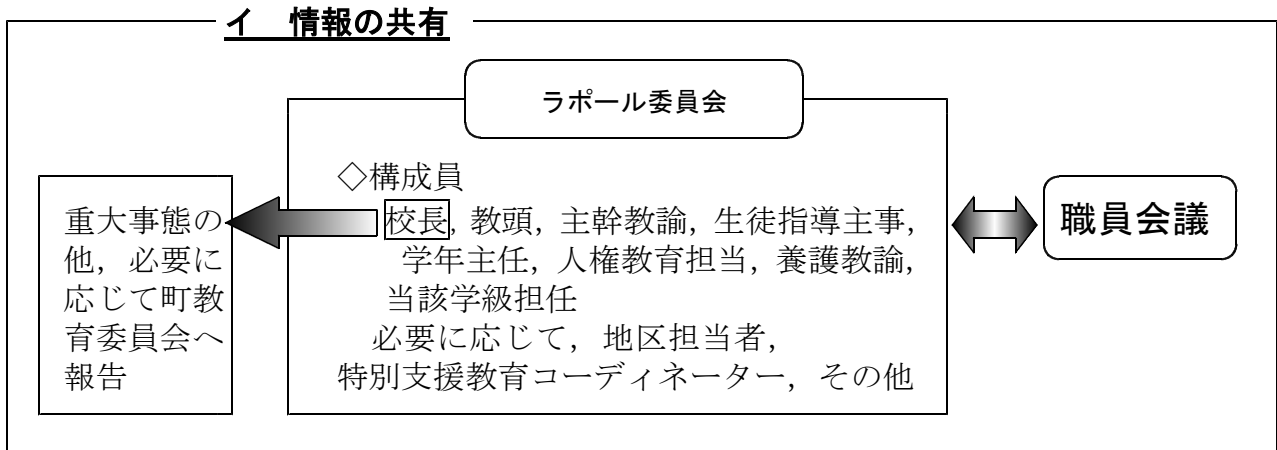 イ　情報の共有
ラポール委員会
◇構成員
校長，教頭，主幹教諭，生徒指導主事，
学年主任，人権教育担当，養護教諭，
当該学級担任
必要に応じて，地区担当者，
特別支援教育コーディネーター，その他
重大事態の
他，必要に
応じて町教
育委員会へ
報告
職員会議